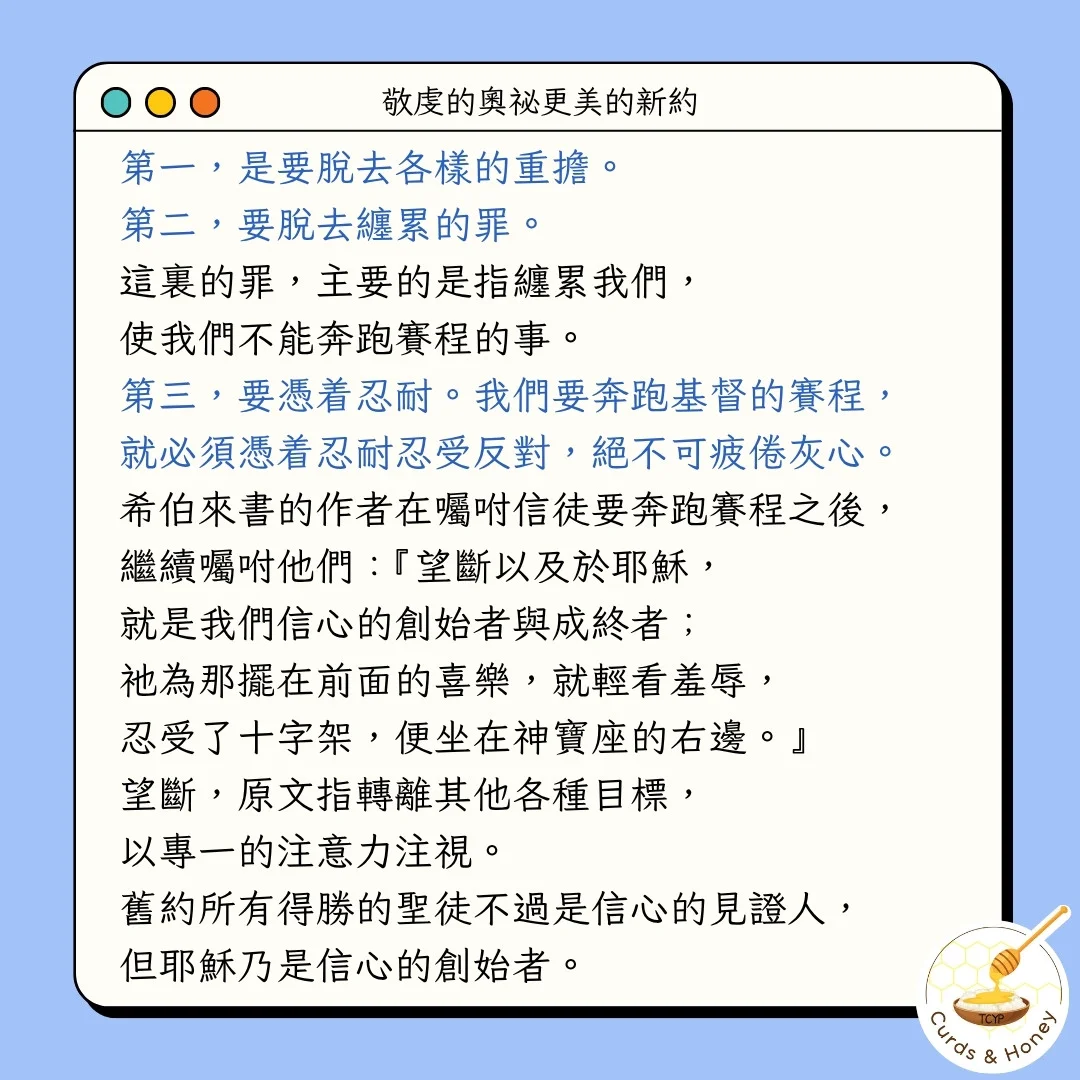 敬虔的奧祕更美的新約
第一，是要脫去各樣的重擔。
第二，要脫去纏累的罪。
這裏的罪，主要的是指纏累我們，
使我們不能奔跑賽程的事。
第三，要憑着忍耐。我們要奔跑基督的賽程，
就必須憑着忍耐忍受反對，絕不可疲倦灰心。
希伯來書的作者在囑咐信徒要奔跑賽程之後，
繼續囑咐他們：『望斷以及於耶穌，
就是我們信心的創始者與成終者；
祂為那擺在前面的喜樂，就輕看羞辱，
忍受了十字架，便坐在神寶座的右邊。』
望斷，原文指轉離其他各種目標，
以專一的注意力注視。
舊約所有得勝的聖徒不過是信心的見證人，
但耶穌乃是信心的創始者。
TCYP
Curds & Honey